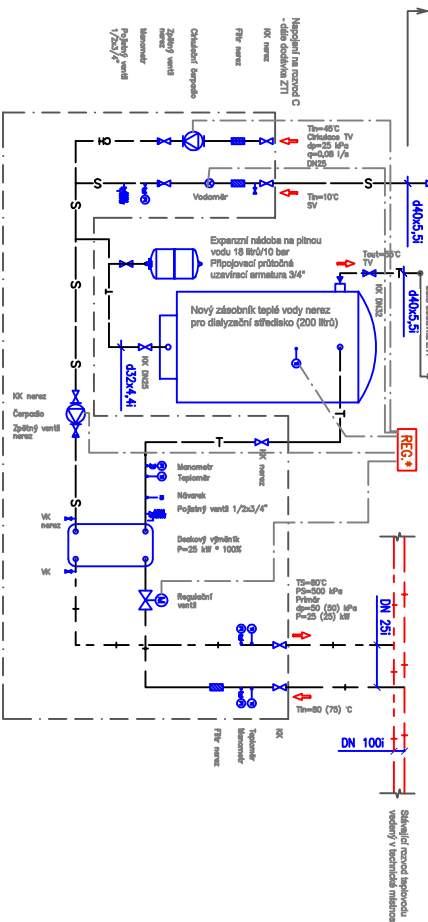 Napojení na rozvod C
- dále dodávka ZTI
KK nerez
Filtr nerez
Cirkulační čerpadlo
Zpětný ventil
nerez
Manometr
Pojistný ventil
1/2x3/4"
Tin=45°C
Cirkulace TV
dp=25 kPa
q=0,08 l/s
DN25
Tin=10°C
SV
Vodoměr
d40x5,5i
TV
KK DN32
d40x5,5i
Expanzní nádoba na pitnou
vodu 18 litrů/10 bar
Připojovací průtočná
uzavírací armatura 3/4"
Nový zásobník teplé vody nerez
pro dialyzační středisko (200 litrů)
KK DN25
d32x4,4i
REG.*
KK nerez
Čerpadlo
Zpětný ventil
nerez
KK nerez
Manometr
Teploměr
Návarek
Pojistný ventil 1/2x3/4"
VK
nerez
VK
Deskový výměník
P=25 kW * 100%
Regulační
ventil
TS=80°C
PS=500 kPa
Primár
dp=50 (50) kPa
P=25 (25) kW
DN 25i
DN 100i
Tin=80 (75) °C
KK
Teploměr
Manometr
Filtr nerez
Stávající rozvod teplovodu
vedený v technické místnosti